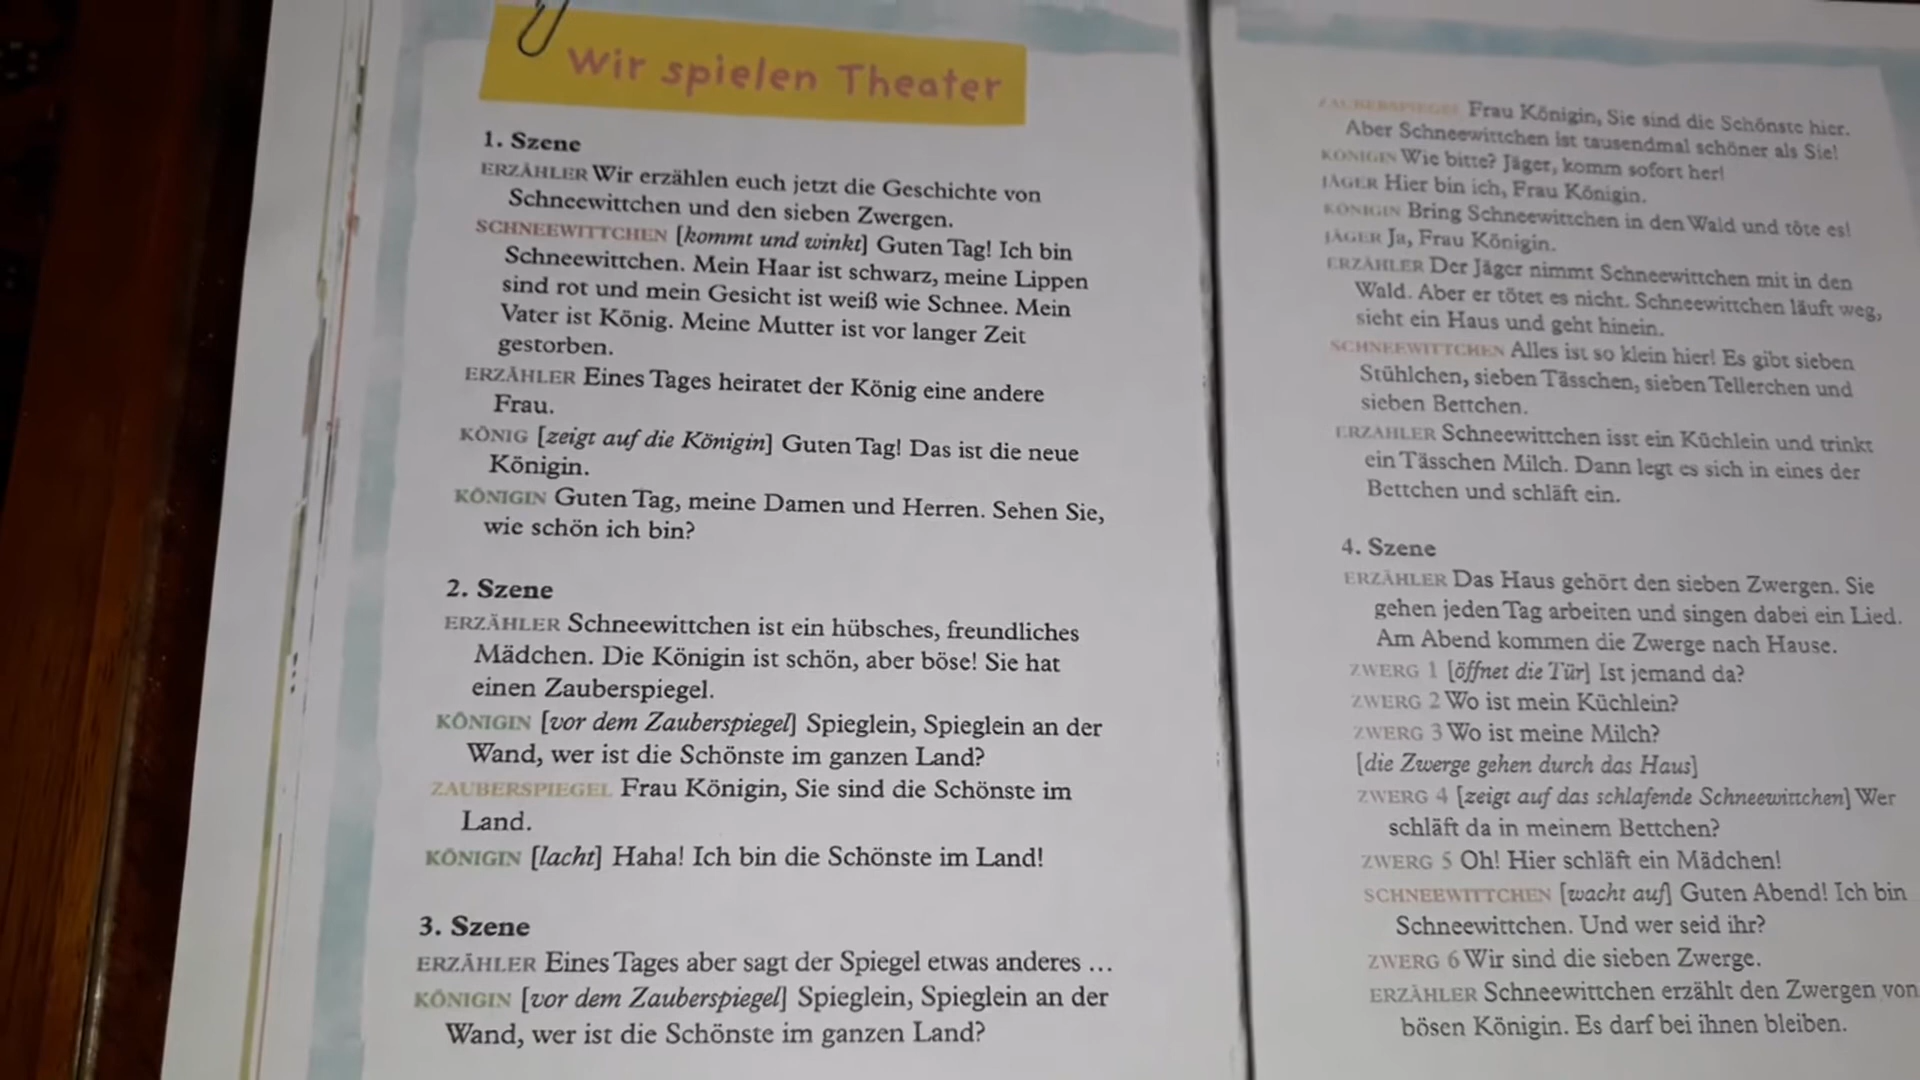 Wir spielen Theater
1. Szene
ERZÄHLER Wir erzählen euch jetzt die Geschichte von
Schneewittchen und den sieben Zwergen.
SCHNEEWITTCHEN [kommt und winkt] Guten Tag! Ich bin
Schneewittchen. Mein Haar ist schwarz, meine Lippen
sind rot und mein Gesicht ist weiß wie Schnee. Mein
Vater ist König. Meine Mutter ist vor langer Zeit
gestorben.
ERZÄHLER Eines Tages heiratet der König eine andere
Frau.
KÖNIG [zeigt auf die Königin] Guten Tag! Das ist die neue
Königin.
KÖNIGIN Guten Tag, meine Damen und Herren. Sehen Sie,
wie schön ich bin?
2. Szene
ERZÄHLER Schneewittchen ist ein hübsches, freundliches
Mädchen. Die Königin ist schön, aber böse! Sie hat
einen Zauberspiegel.
KÖNIGIN [vor dem Zauberspiegel] Spieglein, Spieglein an der
Wand, wer ist die Schönste im ganzen Land?
ZAUBERSPIEGEL Frau Königin, Sie sind die Schönste im
Land.
KÖNIGIN [lacht] Haha! Ich bin die Schönste im Land!
3. Szene
ERZÄHLER Eines Tages aber sagt der Spiegel etwas anderes ...
KÖNIGIN [vor dem Zauberspiegel] Spieglein, Spieglein an der
Wand, wer ist die Schönste im ganzen Land?
ZAUBERSPIEGEL Frau Königin, Sie sind die Schönste hier.
Aber Schneewittchen ist tausendmal schöner als Sie!
KÖNIGIN Wie bitte? Jäger, komm sofort her!
JÄGER Hier bin ich, Frau Königin.
KÖNIGIN Bring Schneewittchen in den Wald und töte es!
JÄGER Ja, Frau Königin.
ERZÄHLER Der Jäger nimmt Schneewittchen mit in den
Wald. Aber er tötet es nicht. Schneewittchen läuft weg,
sieht ein Haus und geht hinein.
SCHNEEWITTCHEN Alles ist so klein hier! Es gibt sieben
Stühlchen, sieben Tässchen, sieben Tellerchen und
sieben Bettchen.
ERZÄHLER Schneewittchen isst ein Küchlein und trinkt
ein Tässchen Milch. Dann legt es sich in eines der
Bettchen und schläft ein.
4. Szene
ERZÄHLER Das Haus gehört den sieben Zwergen. Sie
gehen jeden Tag arbeiten und singen dabei ein Lied.
Am Abend kommen die Zwerge nach Hause.
ZWERG 1 [öffnet die Tür] Ist jemand da?
ZWERG 2 Wo ist mein Küchlein?
ZWERG 3 Wo ist meine Milch?
[die Zwerge gehen durch das Haus]
ZWERG 4 [zeigt auf das schlafende Schneewittchen] Wer
schläft da in meinem Bettchen?
ZWERG 5 Oh! Hier schläft ein Mädchen!
SCHNEEWITTCHEN [wacht auf] Guten Abend! Ich bin
Schneewittchen. Und wer seid ihr?
ZWERG 6 Wir sind die sieben Zwerge.
ERZÄHLER Schneewittchen erzählt den Zwergen von
bösen Königin. Es darf bei ihnen bleiben.